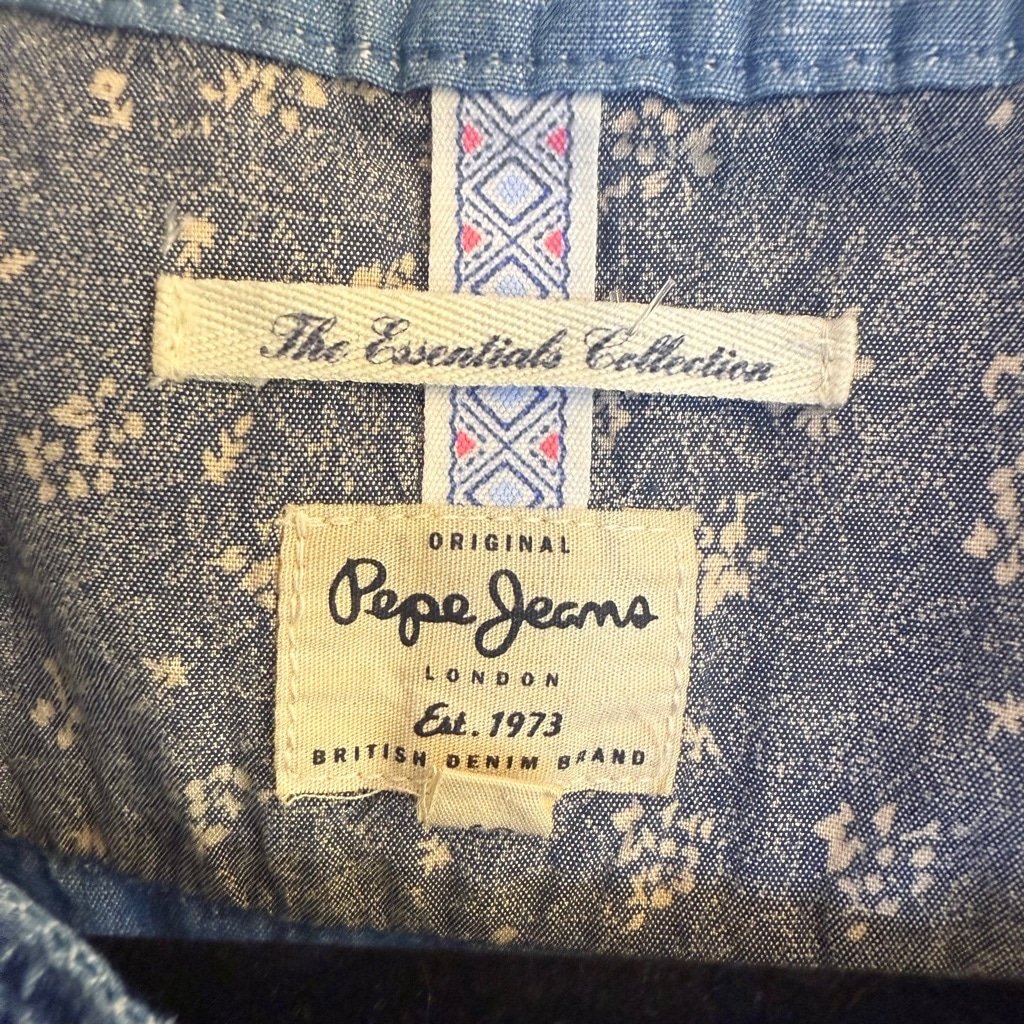 The Essentials Collection
ORIGINAL
Pepe Jeans
LONDON
Est. 1973
BRITISH DENIM BRAND